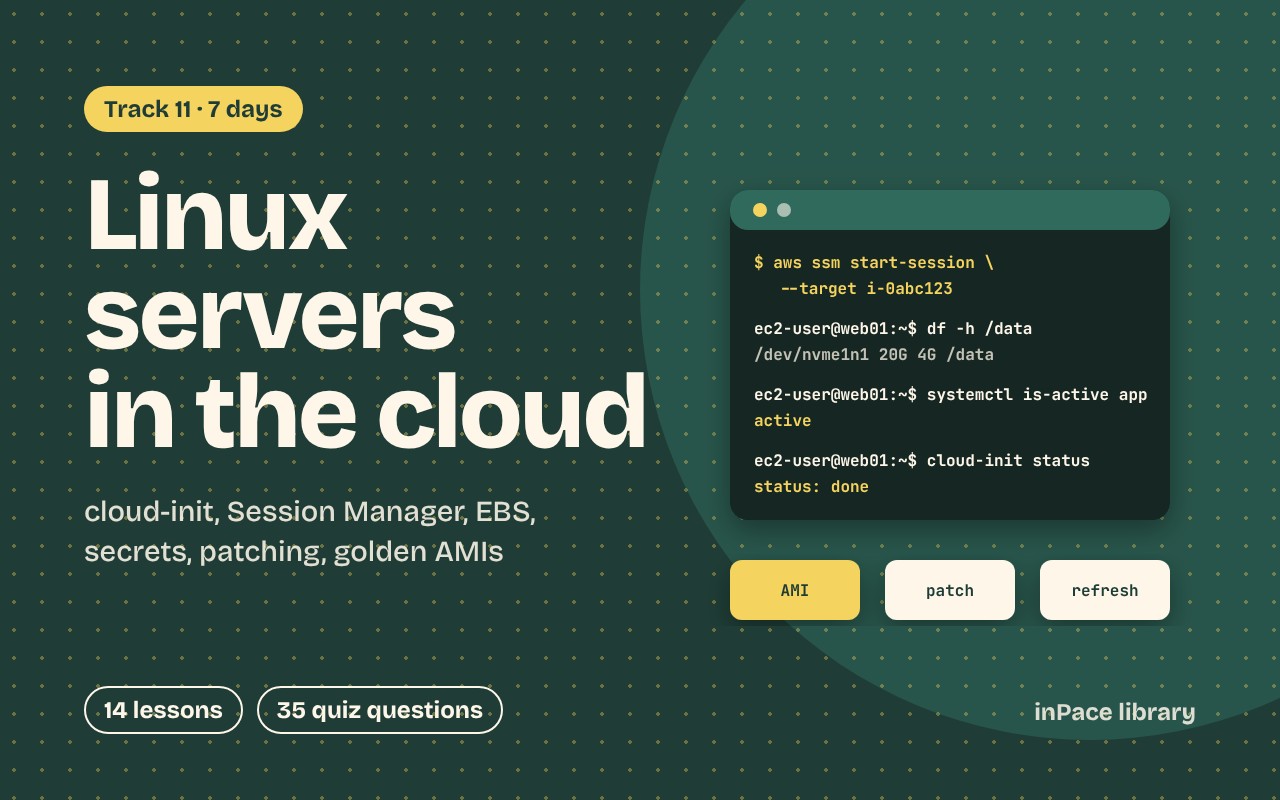 Track 11 · 7 days
Linux
servers
in the cloud
cloud-init, Session Manager, EBS,
secrets, patching, golden AMIs
14 lessons
35 quiz questions
$ aws ssm start-session \
--target i-0abc123
ec2-user@web01:~$ df -h /data
/dev/nvme1n1 20G 4G /data
ec2-user@web01:~$ systemctl is-active app
active
ec2-user@web01:~$ cloud-init status
status: done
AMI
patch
refresh
inPace library